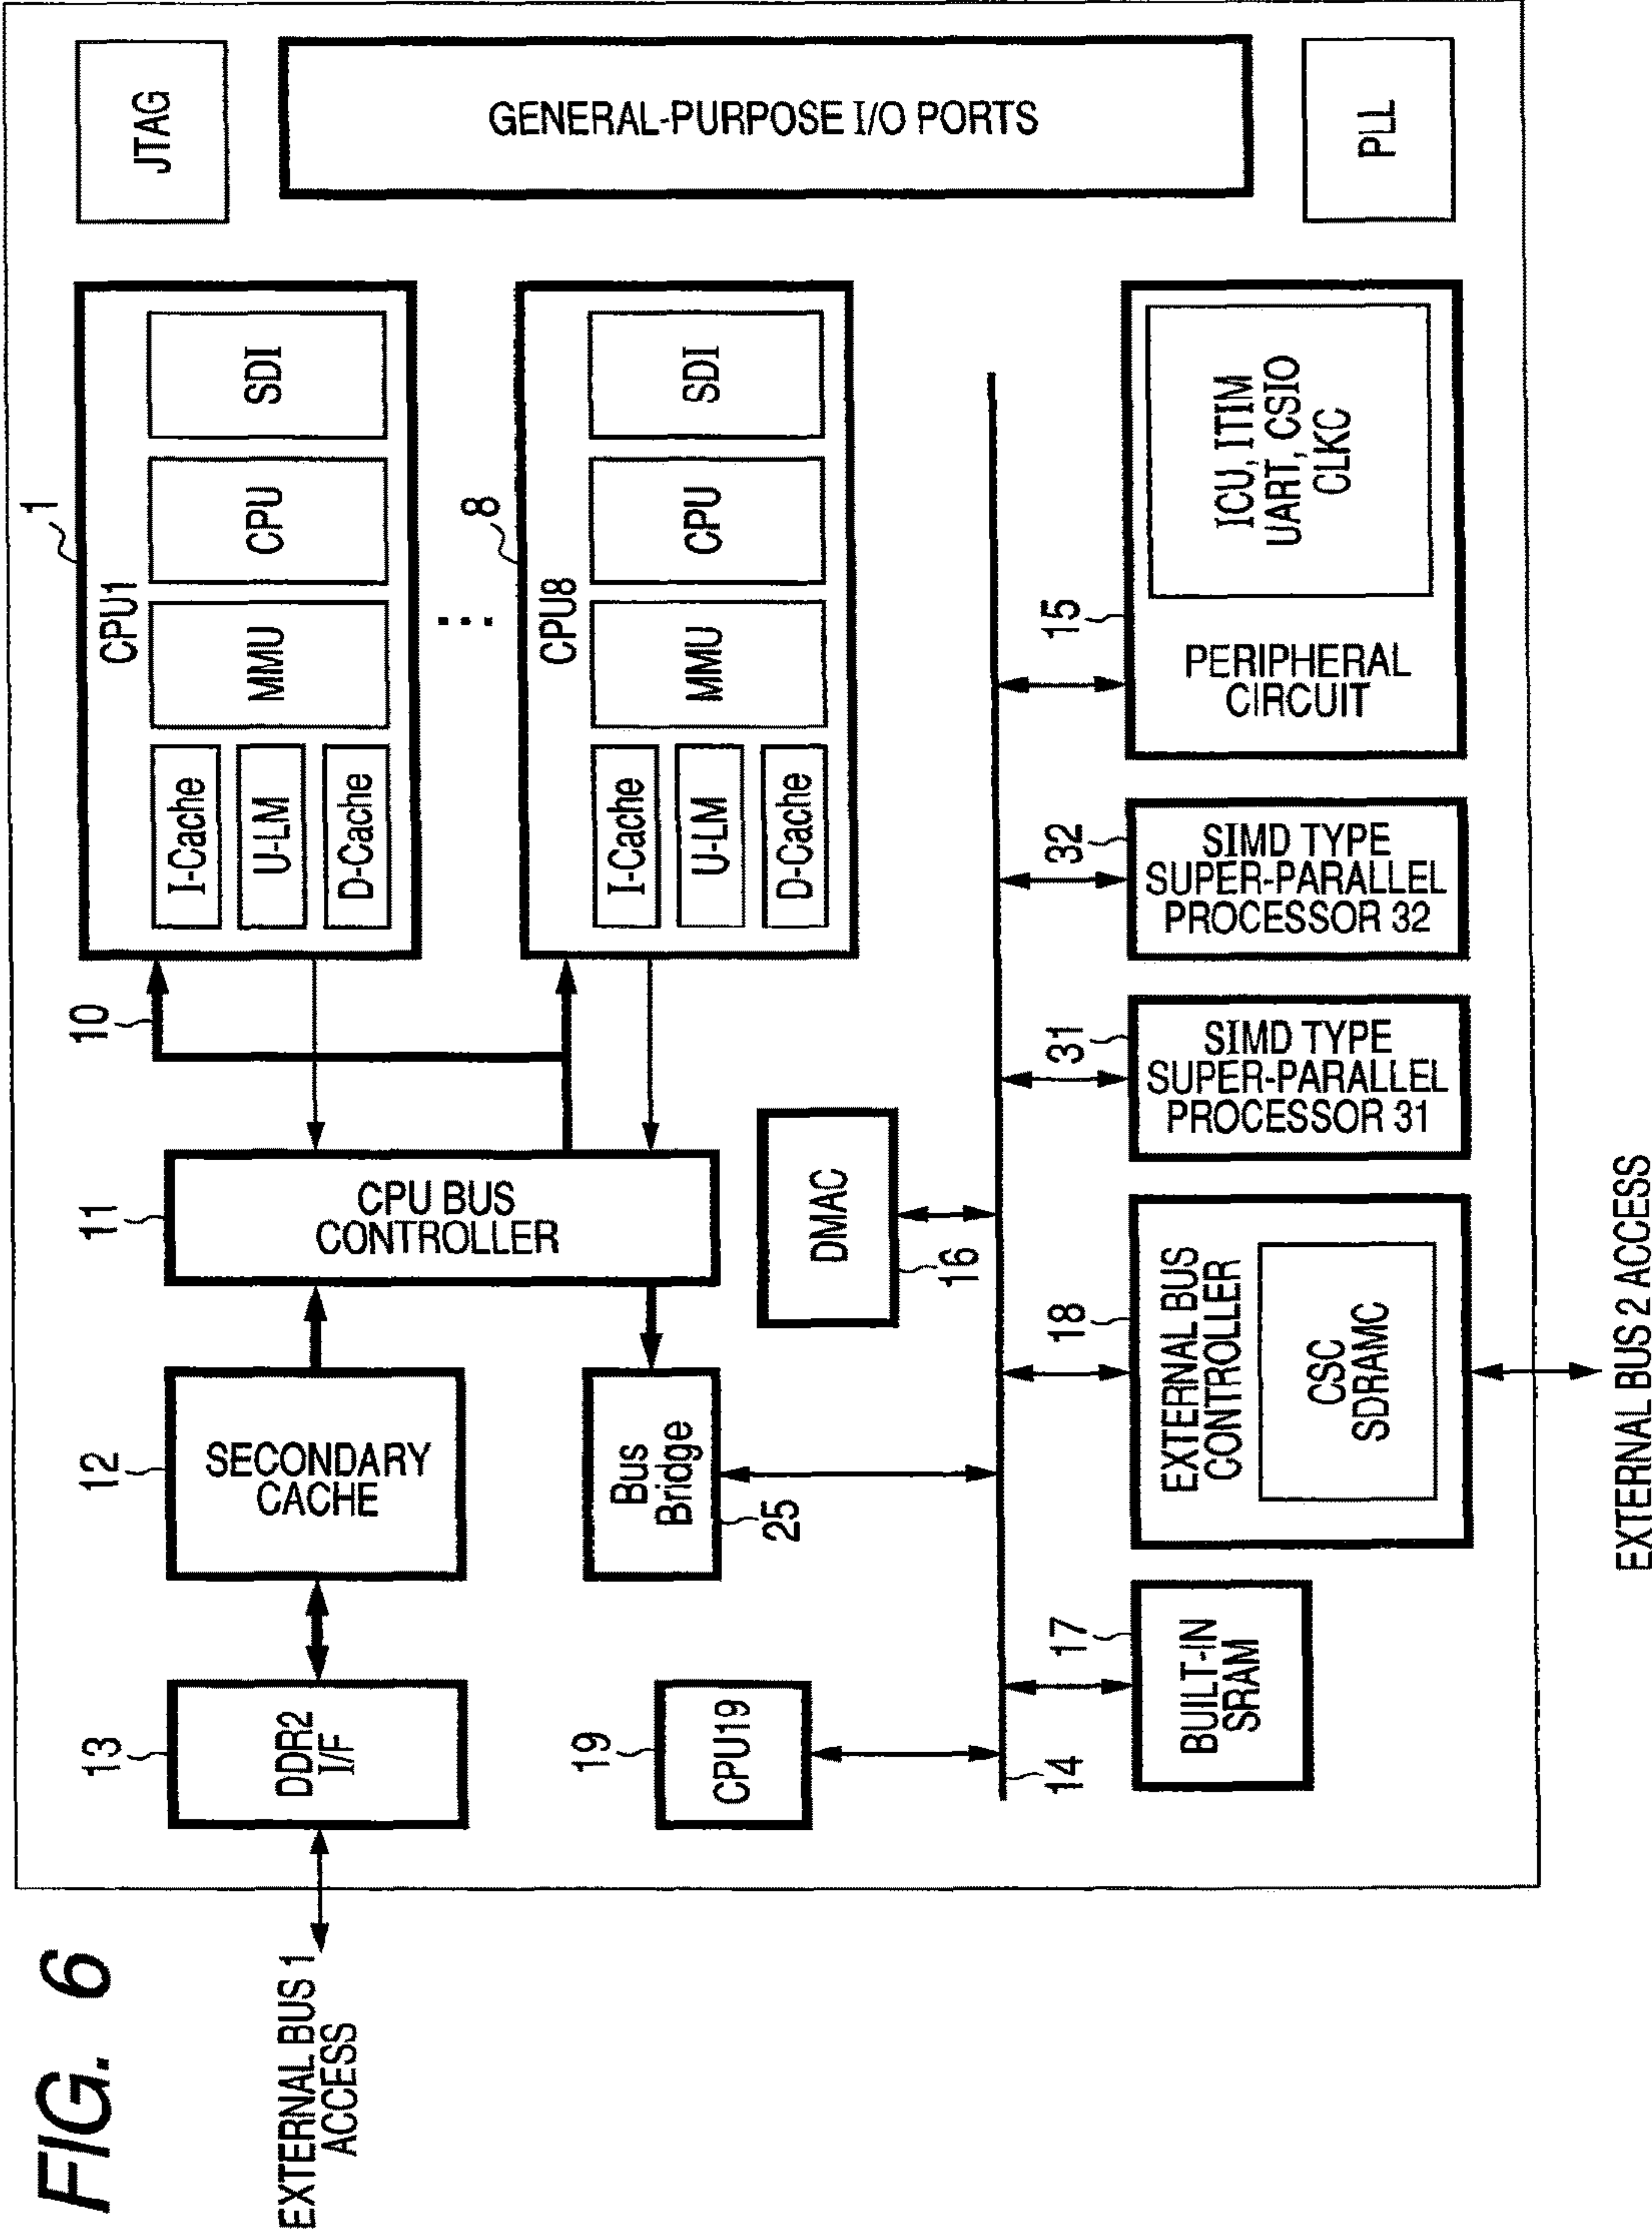 FIG. 6
EXTERNAL BUS 1
ACCESS
13
DDR2
I/F
12
SECONDARY
CACHE
11
CPU BUS
CONTROLLER
10
1
CPU1
I-Cache
U-LM
D-Cache
MMU
CPU
SDI
8
CPU8
I-Cache
U-LM
D-Cache
MMU
CPU
SDI
JTAG
GENERAL-PURPOSE I/O PORTS
PLL
19
CPU19
Bus
Bridge
25
DMAC
16
14
17
BUILT-IN
SRAM
18
EXTERNAL BUS
CONTROLLER
CSC
SDRAMC
31
SIMD TYPE
SUPER-PARALLEL
PROCESSOR 31
32
SIMD TYPE
SUPER-PARALLEL
PROCESSOR 32
15
PERIPHERAL
CIRCUIT
ICU, ITIM
UART, CSIO
CLKC
EXTERNAL BUS 2 ACCESS